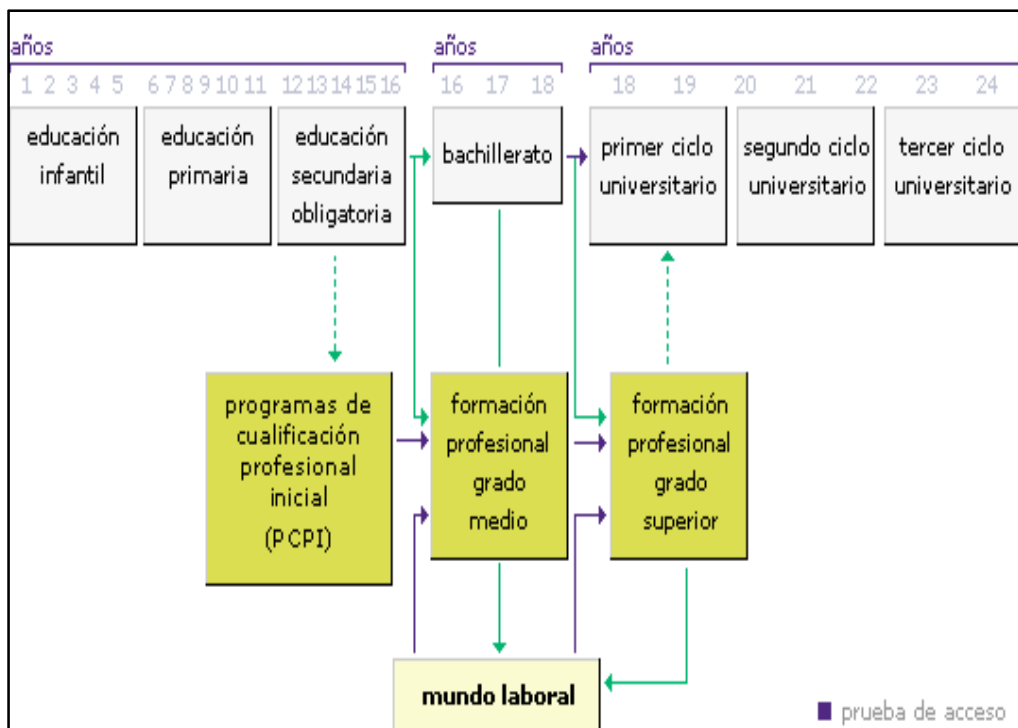 años
años
años
1 2 3 4 5
6 7 8 9 10 11
12 13 14 15 16
16 17 18
18 19 20 21 22 23 24
educación
infantil
educación
primaria
educación
secundaria
obligatoria
bachillerato
primer ciclo
universitario
segundo ciclo
universitario
tercer ciclo
universitario
programas de
cualificación
profesional
inicial
(PCPI)
formación
profesional
grado
medio
formación
profesional
grado
superior
mundo laboral
prueba de acceso